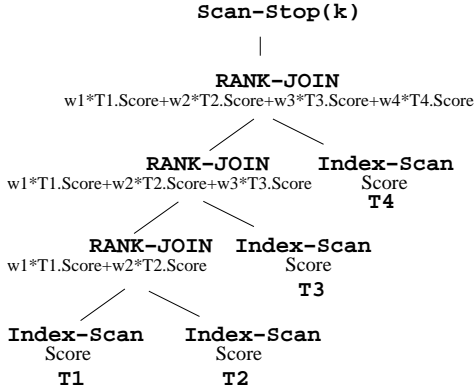 Scan-Stop(k)
RANK-JOIN
w1*T1.Score+w2*T2.Score+w3*T3.Score+w4*T4.Score
RANK-JOIN
Index-Scan
w1*T1.Score+w2*T2.Score+w3*T3.Score
Score
T4
RANK-JOIN
Index-Scan
w1*T1.Score+w2*T2.Score
Score
T3
Index-Scan
Index-Scan
Score
Score
T1
T2